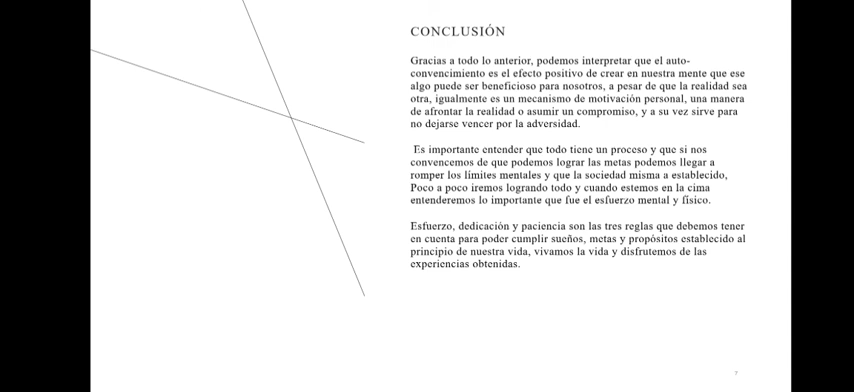 CONCLUSIÓN
Gracias a todo lo anterior, podemos interpretar que el auto-
convencimiento es el efecto positivo de crear en nuestra mente que ese
algo puede ser beneficioso para nosotros, a pesar de que la realidad sea
otra, igualmente es un mecanismo de motivación personal, una manera
de afrontar la realidad o asumir un compromiso, y a su vez sirve para
no dejarse vencer por la adversidad.
Es importante entender que todo tiene un proceso y que si nos
convencemos de que podemos lograr las metas podemos llegar a
romper los límites mentales y que la sociedad misma a establecido,
Poco a poco iremos logrando todo y cuando estemos en la cima
entenderemos lo importante que fue el esfuerzo mental y físico.
Esfuerzo, dedicación y paciencia son las tres reglas que debemos tener
en cuenta para poder cumplir sueños, metas y propósitos establecido al
principio de nuestra vida, vivamos la vida y disfrutemos de las
experiencias obtenidas.
7